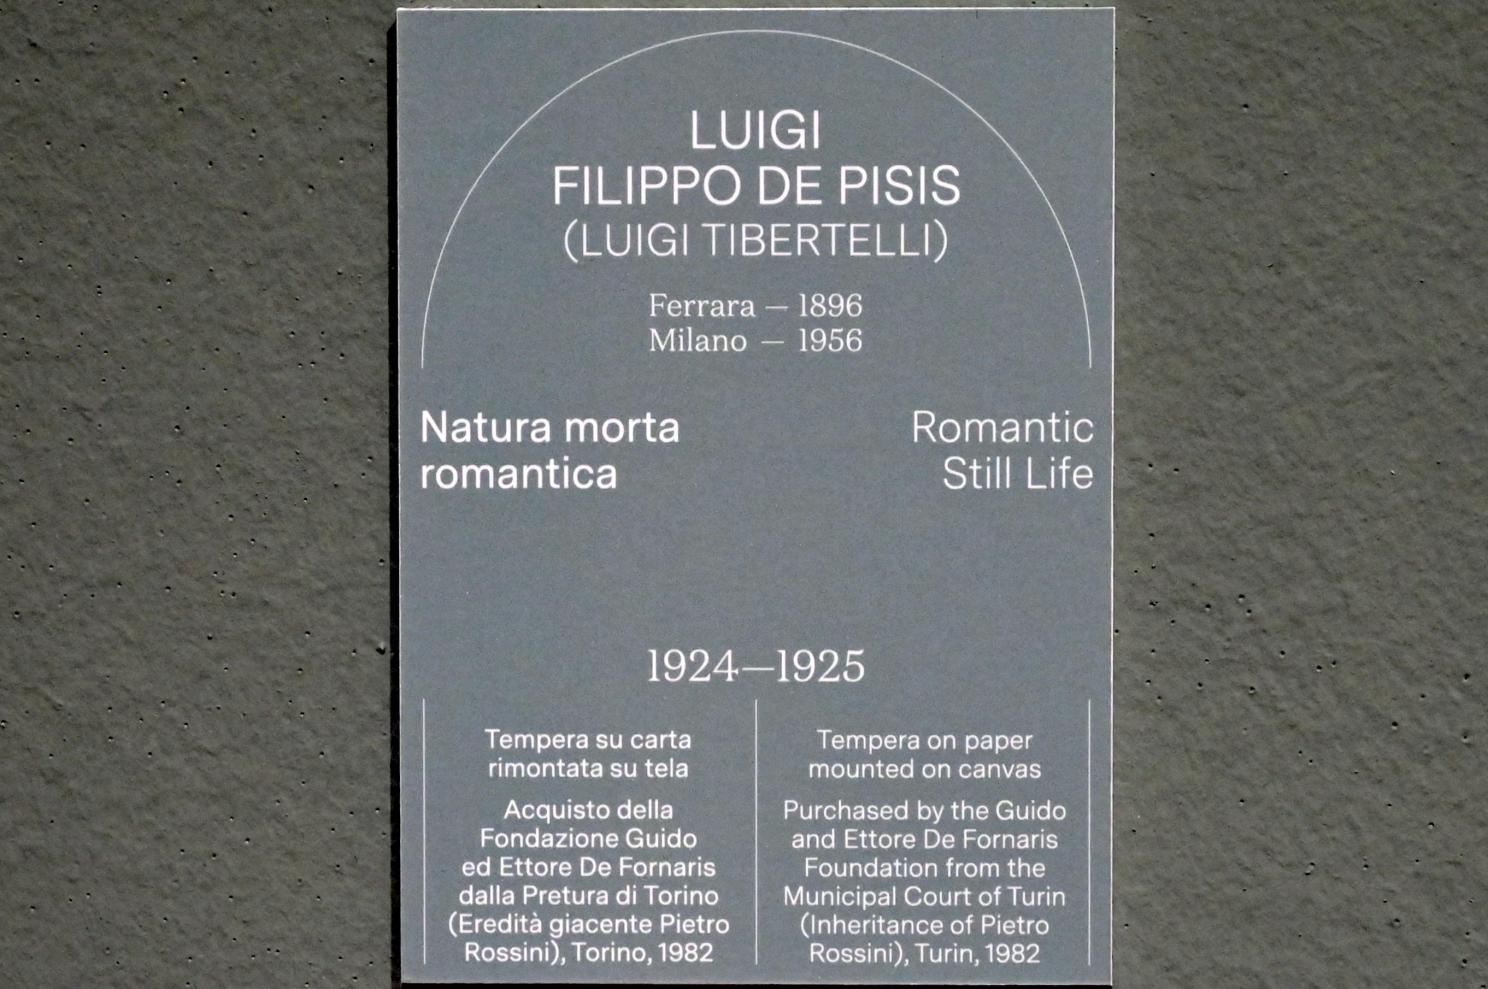 LUIGI
FILIPPO DE PISIS
(LUIGI TIBERTELLI)
Ferrara — 1896
Milano — 1956
Natura morta
romantica
Romantic
Still Life
1924—1925
Tempera su carta
rimontata su tela
Acquisto della
Fondazione Guido
ed Ettore De Fornaris
dalla Pretura di Torino
(Eredità giacente Pietro
Rossini), Torino, 1982
Tempera on paper
mounted on canvas
Purchased by the Guido
and Ettore De Fornaris
Foundation from the
Municipal Court of Turin
(Inheritance of Pietro
Rossini), Turin, 1982